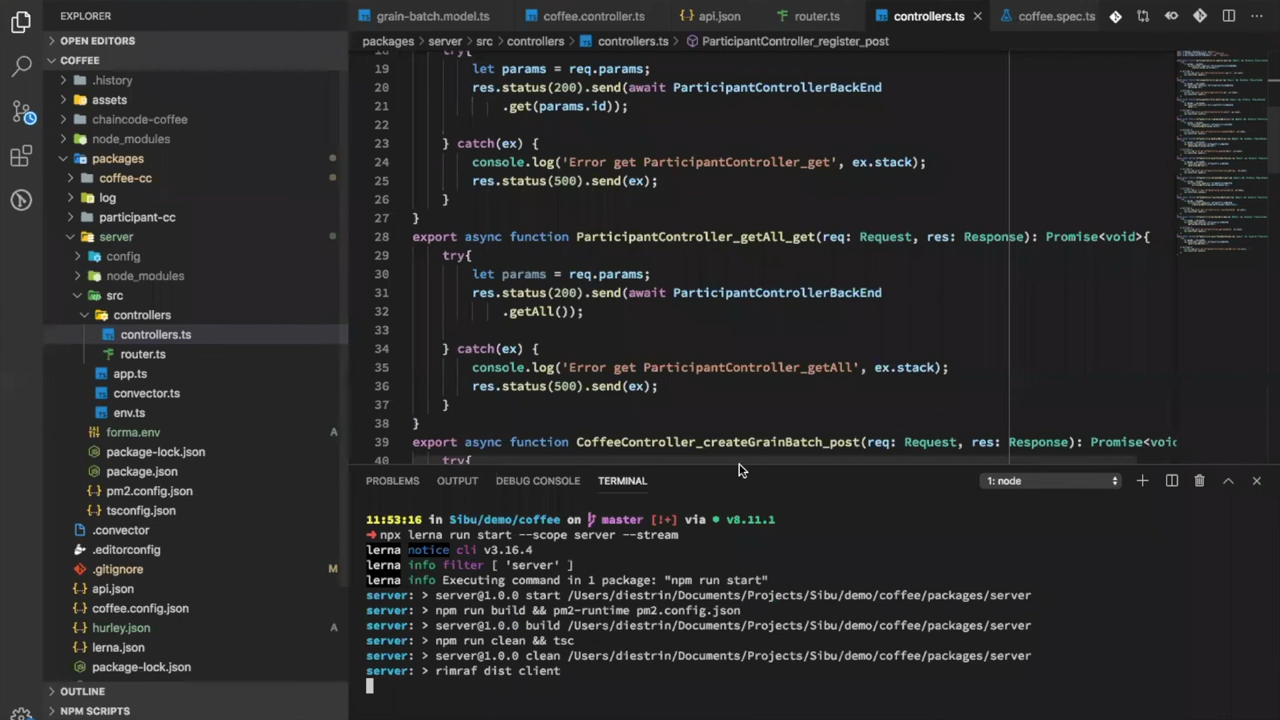 EXPLORER
OPEN EDITORS
COFFEE
.history
assets
chaincode-coffee
node_modules
packages
coffee-cc
log
participant-cc
server
config
node_modules
src
controllers
controllers.ts
router.ts
app.ts
convector.ts
env.ts
forma.env A
package-lock.json
package.json
pm2.config.json
tsconfig.json
.convector
.editorconfig
.gitignore M
api.json
coffee.config.json
hurley.json A
lerna.json
package-lock.json
OUTLINE
NPM SCRIPTS
grain-batch.model.ts coffee.controller.ts {} api.json router.ts controllers.ts coffee.spec.ts
packages > server > src > controllers > controllers.ts > ParticipantController_register_post
18 try{
19 let params = req.params;
20 res.status(200).send(await ParticipantControllerBackEnd
21 .get(params.id));
22
23 } catch(ex) {
24 console.log('Error get ParticipantController_get', ex.stack);
25 res.status(500).send(ex);
26 }
27 }
28 export async function ParticipantController_getAll_get(req: Request, res: Response): Promise<void>{
29 try{
30 let params = req.params;
31 res.status(200).send(await ParticipantControllerBackEnd
32 .getAll());
33
34 } catch(ex) {
35 console.log('Error get ParticipantController_getAll', ex.stack);
36 res.status(500).send(ex);
37 }
38 }
39 export async function CoffeeController_createGrainBatch_post(req: Request, res: Response): Promise<voi
40 try{
PROBLEMS OUTPUT DEBUG CONSOLE TERMINAL 1: node
11:53:16 in Sibu/demo/coffee on master [!+] via ● v8.11.1
➜ npx lerna run start --scope server --stream
lerna notice cli v3.16.4
lerna info filter [ 'server' ]
lerna info Executing command in 1 package: "npm run start"
server: > server@1.0.0 start /Users/diestrin/Documents/Projects/Sibu/demo/coffee/packages/server
server: > npm run build && pm2-runtime pm2.config.json
server: > server@1.0.0 build /Users/diestrin/Documents/Projects/Sibu/demo/coffee/packages/server
server: > npm run clean && tsc
server: > server@1.0.0 clean /Users/diestrin/Documents/Projects/Sibu/demo/coffee/packages/server
server: > rimraf dist client